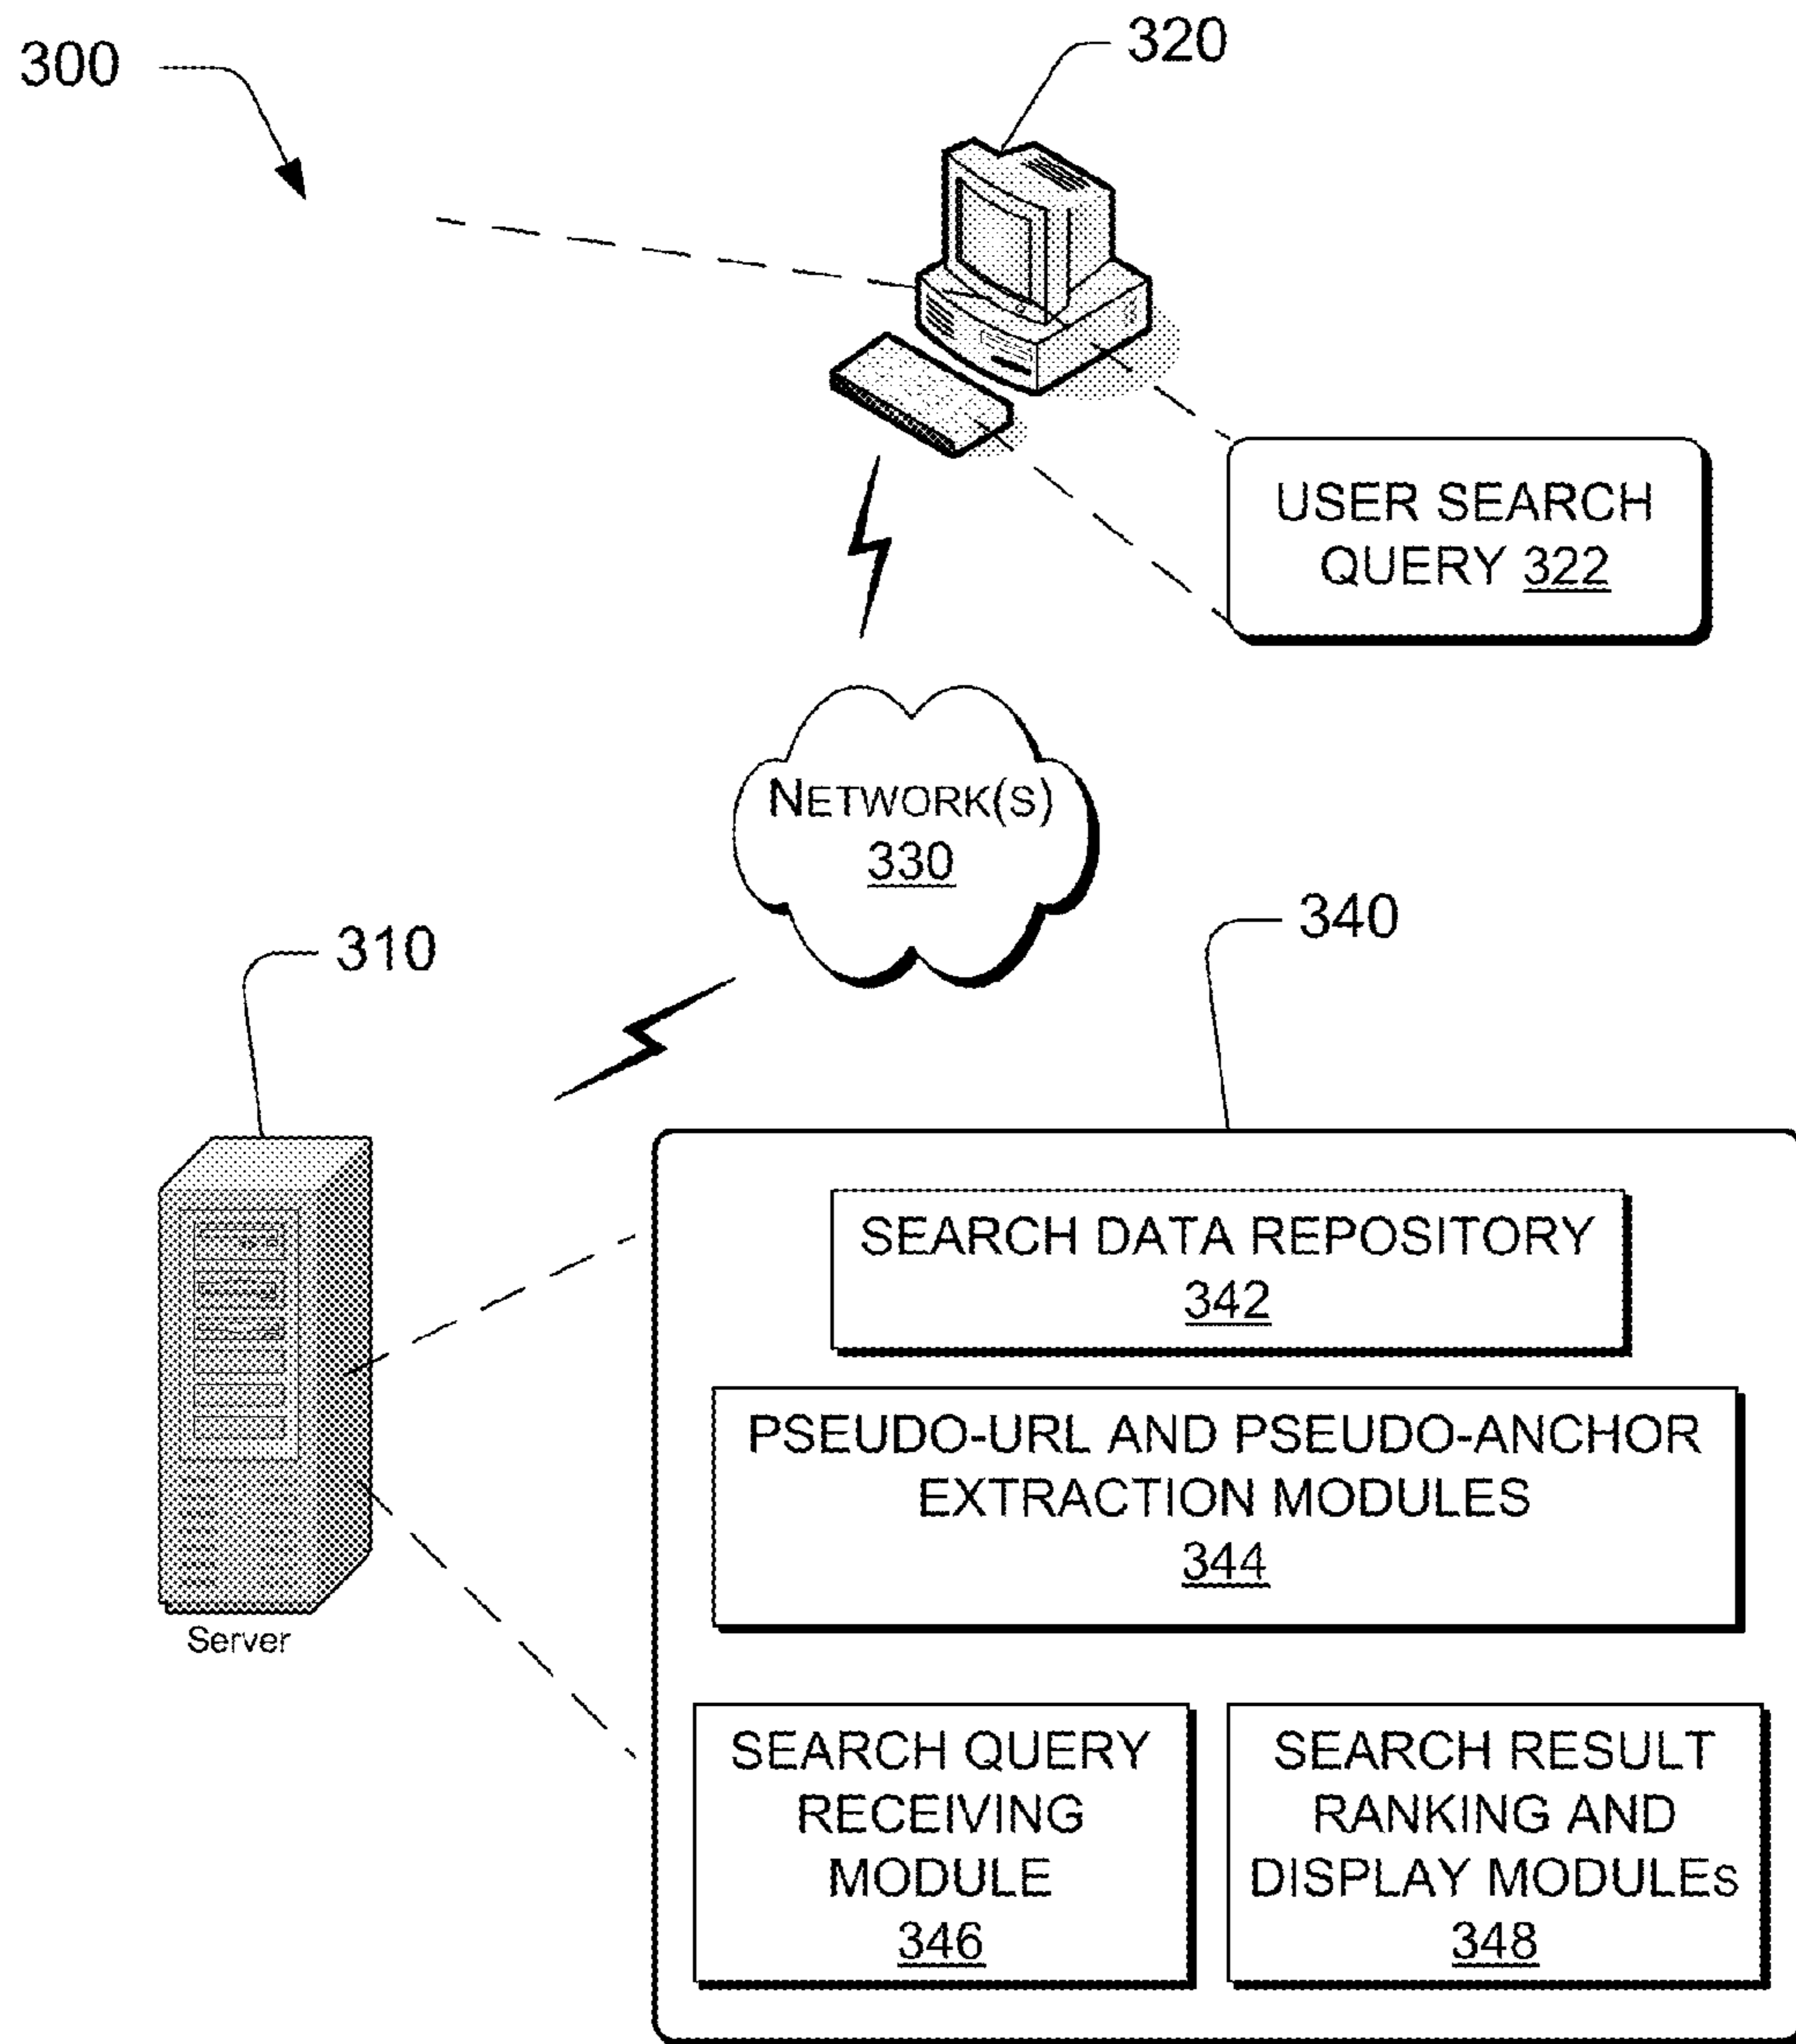 300
320
USER SEARCH
QUERY 322
NETWORK(S)
330
310
340
Server
SEARCH DATA REPOSITORY
342
PSEUDO-URL AND PSEUDO-ANCHOR
EXTRACTION MODULES
344
SEARCH QUERY
RECEIVING
MODULE
346
SEARCH RESULT
RANKING AND
DISPLAY MODULEs
348